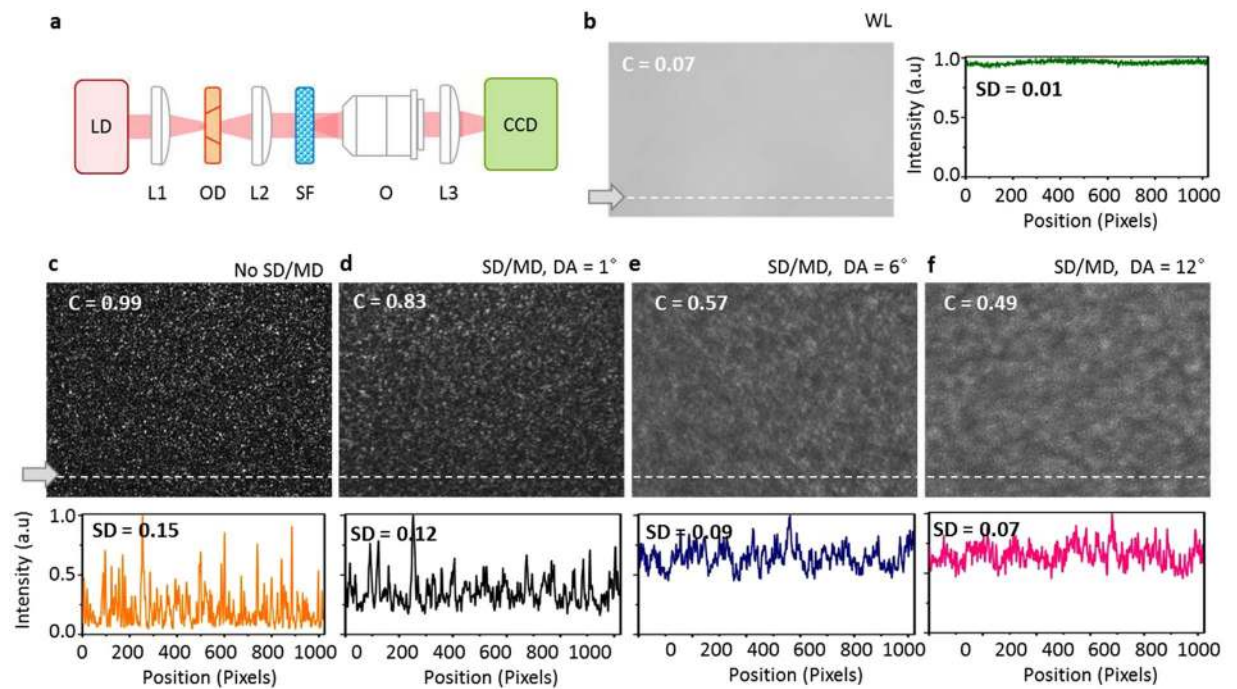 a
LD
CCD
L1
OD
L2
SF
O
L3
b
WL
C = 0.07
Intensity (a.u)
1.0
0.5
0.0
SD = 0.01
0 200 400 600 800 1000
Position (Pixels)
c
No SD/MD
C = 0.99
d
SD/MD, DA = 1°
C = 0.83
e
SD/MD, DA = 6°
C = 0.57
f
SD/MD, DA = 12°
C = 0.49
Intensity (a.u)
1.0
0.5
0.0
SD = 0.15
0 200 400 600 800 1000
Position (Pixels)
SD = 0.12
0 200 400 600 800 1000
Position (Pixels)
SD = 0.09
0 200 400 600 800 1000
Position (Pixels)
SD = 0.07
0 200 400 600 800 1000
Position (Pixels)